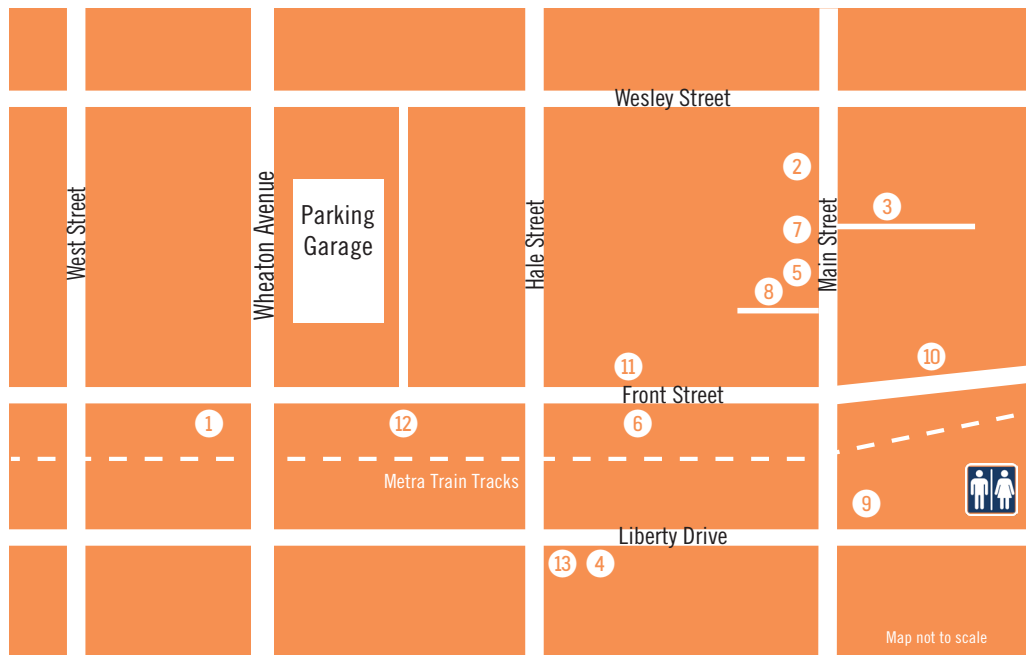 Wesley Street
2
West Street
Wheaton Avenue
Parking
Garage
Hale Street
Main Street
3
7
5
8
11
10
Front Street
1
12
6
Metra Train Tracks
9
Liberty Drive
13
4
Map not to scale